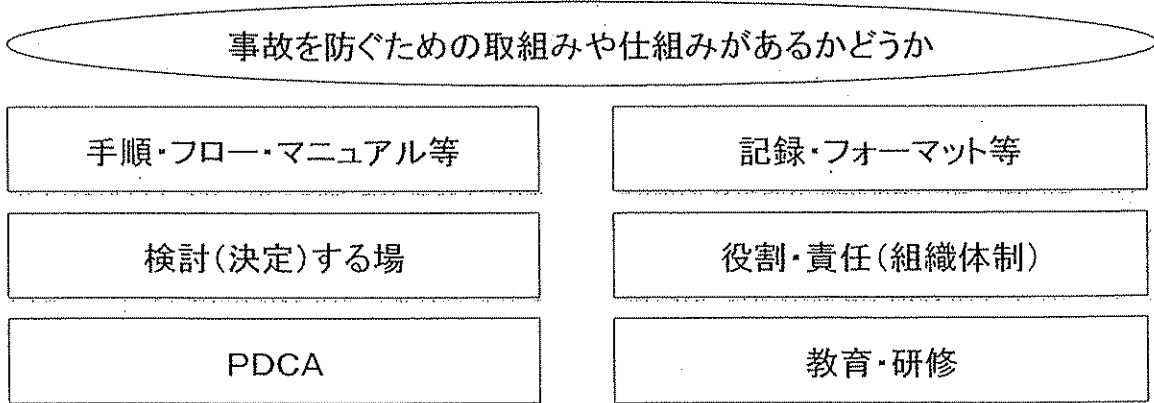 事故を防ぐための取組みや仕組みがあるかどうか
手順・フロー・マニュアル等
記録・フォーマット等
検討(決定)する場
役割・責任(組織体制)
PDCA
教育・研修